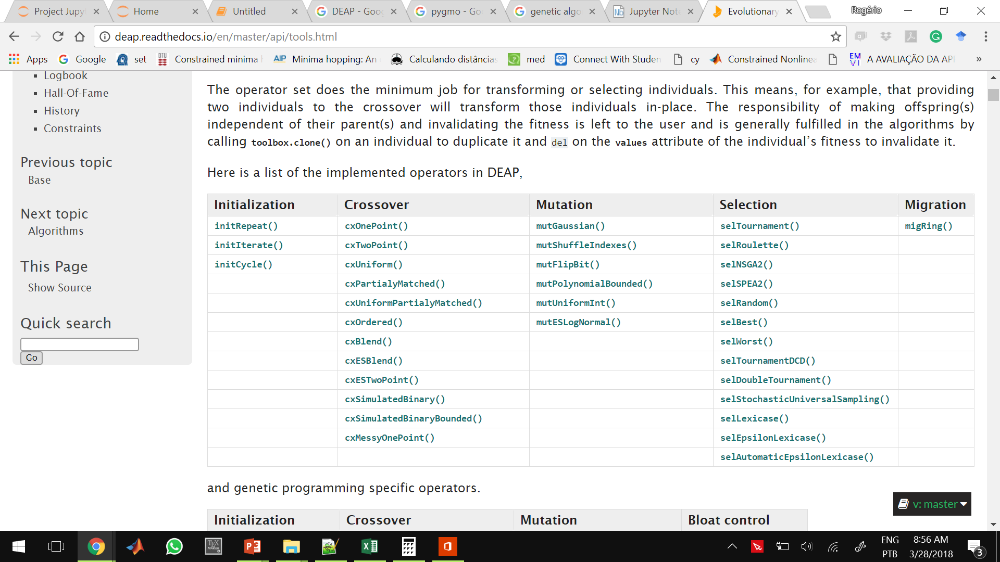 Project Jupy
Home
Untitled
DEAP - Goo
pygmo - Go
genetic algo
Jupyter Note
Evolutionary
Rogério
deap.readthedocs.io/en/master/api/tools.html
Apps
Google
set
Constrained minima h
AIP
Minima hopping: An
Calculando distâncias
med
Connect With Studen
cy
Constrained Nonlinea
A AVALIAÇÃO DA APR
»
Logbook
Hall-Of-Fame
History
Constraints
Previous topic
Base
Next topic
Algorithms
This Page
Show Source
Quick search
Go
The operator set does the minimum job for transforming or selecting individuals. This means, for example, that providing
two individuals to the crossover will transform those individuals in-place. The responsibility of making offspring(s)
independent of their parent(s) and invalidating the fitness is left to the user and is generally fulfilled in the algorithms by
calling toolbox.clone() on an individual to duplicate it and del on the values attribute of the individual’s fitness to invalidate it.
Here is a list of the implemented operators in DEAP,
Initialization Crossover Mutation Selection Migration
initRepeat() cxOnePoint() mutGaussian() selTournament() migRing()
initIterate() cxTwoPoint() mutShuffleIndexes() selRoulette()
initCycle() cxUniform() mutFlipBit() selNSGA2()
cxPartialyMatched() mutPolynomialBounded() selSPEA2()
cxUniformPartialyMatched() mutUniformInt() selRandom()
cxOrdered() mutESLogNormal() selBest()
cxBlend() selWorst()
cxESBlend() selTournamentDCD()
cxESTwoPoint() selDoubleTournament()
cxSimulatedBinary() selStochasticUniversalSampling()
cxSimulatedBinaryBounded() selLexicase()
cxMessyOnePoint() selEpsilonLexicase()
selAutomaticEpsilonLexicase()
and genetic programming specific operators.
v: master
Initialization Crossover Mutation Bloat control
ENG
PTB
8:56 AM
3/28/2018
3